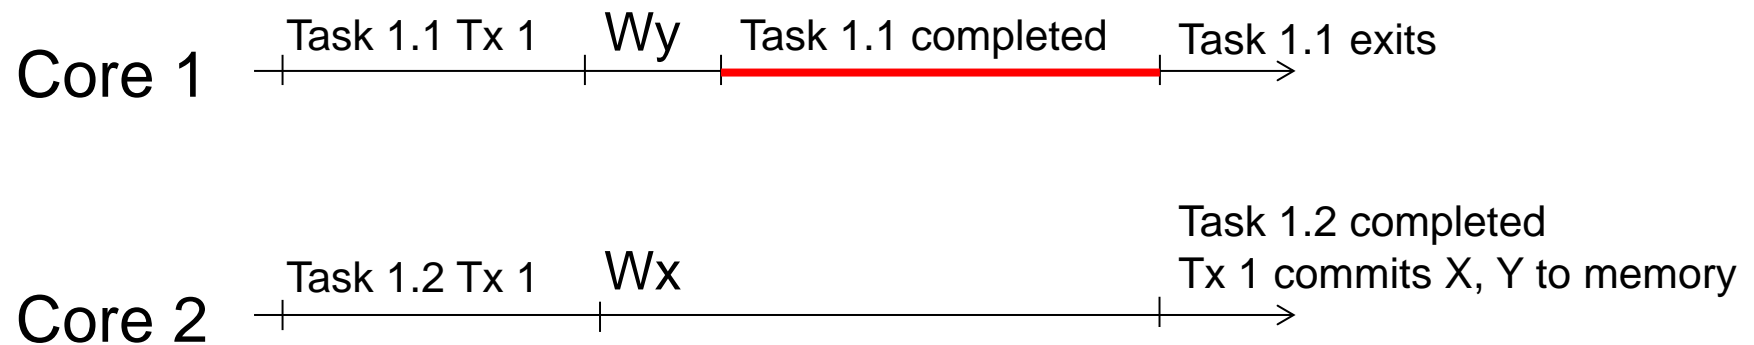 Core 1
Task 1.1 Tx 1
Wy
Task 1.1 completed
Task 1.1 exits
Core 2
Task 1.2 Tx 1
Wx
Task 1.2 completed
Tx 1 commits X, Y to memory